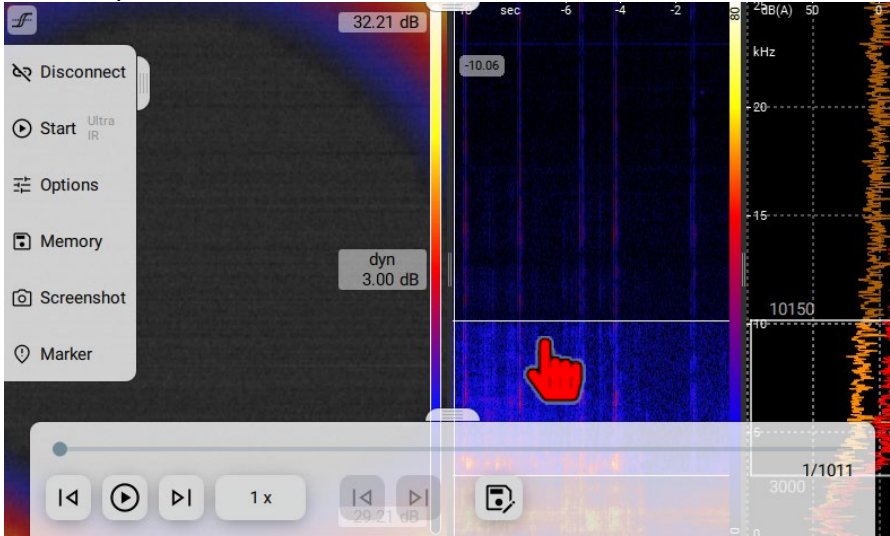 32.21 dB
Disconnect
Start Ultra IR
Options
Memory
Screenshot
Marker
dyn
3.00 dB
29.21 dB
1 x
sec -6 -4 -2
-10.06
80
0
dB(A) 50 0
kHz
20
15
10150
10
5
1/1011
3000
0